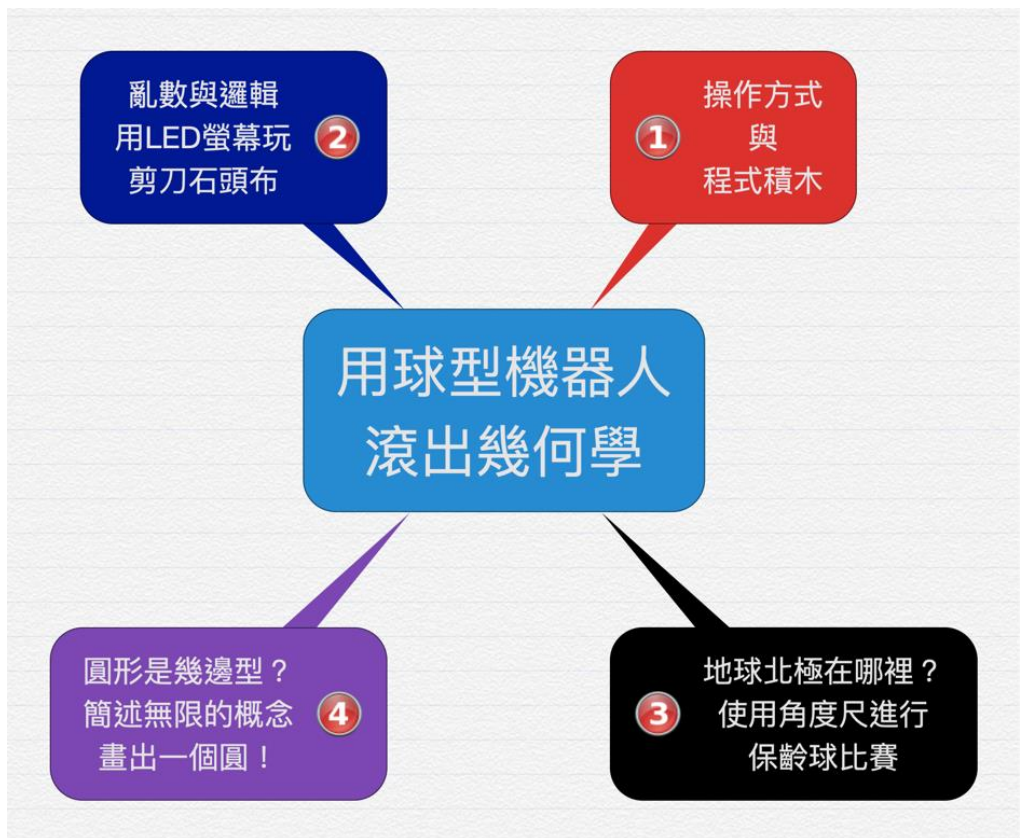 亂數與邏輯
用LED螢幕玩
剪刀石頭布
2
1
操作方式
與
程式積木
用球型機器人
滾出幾何學
圓形是幾邊型？
簡述無限的概念
畫出一個圓！
4
3
地球北極在哪裡？
使用角度尺進行
保齡球比賽